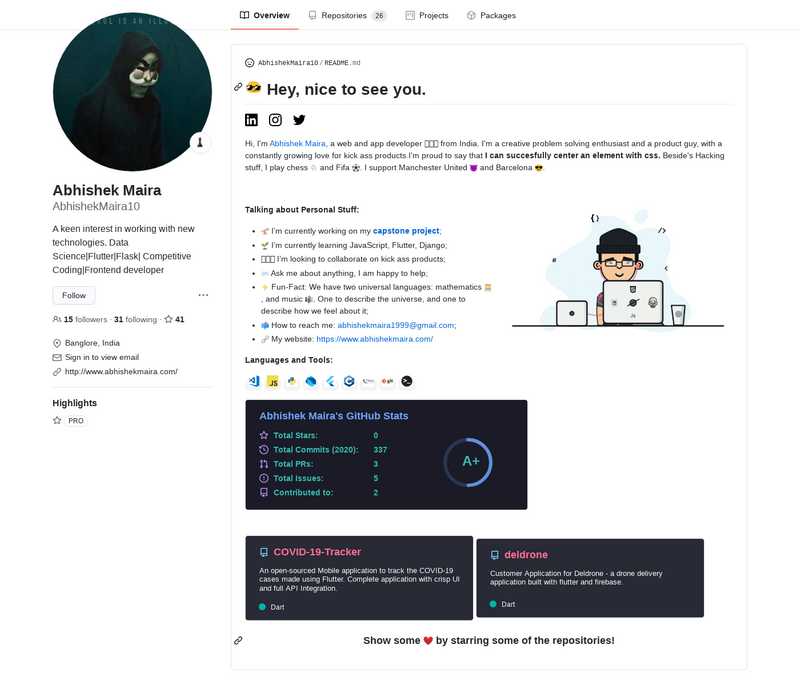 Overview
Repositories 26
Projects
Packages
Abhishek Maira
AbhishekMaira10
A keen interest in working with new
technologies. Data
Science|Flutter|Flask| Competitive
Coding|Frontend developer
Follow
15 followers · 31 following · 41
Banglore, India
Sign in to view email
http://www.abhishekmaira.com/
Highlights
PRO
AbhishekMaira10 / README.md
😎 Hey, nice to see you.
Hi, I'm Abhishek Maira, a web and app developer from India. I'm a creative problem solving enthusiast and a product guy, with a
constantly growing love for kick ass products.I'm proud to say that I can succesfully center an element with css. Beside's Hacking
stuff, I play chess ♘ and Fifa ⚽. I support Manchester United 😈 and Barcelona 😎
Talking about Personal Stuff:
I'm currently working on my capstone project;
🌱 I'm currently learning JavaScript, Flutter, Django;
I'm looking to collaborate on kick ass products;
Ask me about anything, I am happy to help;
Fun-Fact: We have two universal languages: mathematics
, and music 🎼. One to describe the universe, and one to
describe how we feel about it;
📫 How to reach me: abhishekmaira1999@gmail.com;
My website: https://www.abhishekmaira.com/
{}
</>
#
<
JS
Languages and Tools:
JS
git
Abhishek Maira's GitHub Stats
Total Stars: 0
Total Commits (2020): 337
Total PRs: 3
Total Issues: 5
Contributed to: 2
A+
COVID-19-Tracker
An open-sourced Mobile application to track the COVID-19
cases made using Flutter. Complete application with crisp UI
and full API Integration.
Dart
deldrone
Customer Application for Deldrone - a drone delivery
application built with flutter and firebase.
Dart
Show some ❤️ by starring some of the repositories!